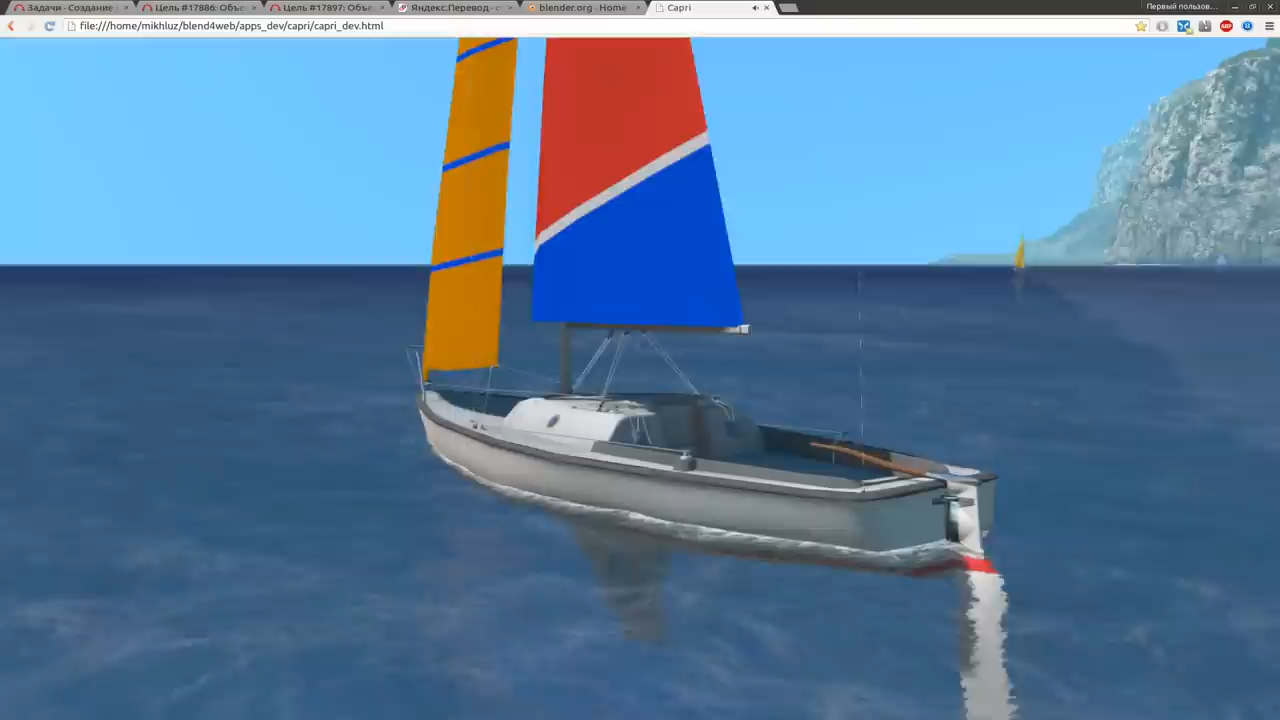 Задачи - Создание
Цель #17886: Объе
Цель #17897: Объе
Яндекс.Перевод - с
blender.org - Home
Capri
Первый пользов...
file:///home/mikhluz/blend4web/apps_dev/capri/capri_dev.html
ABP